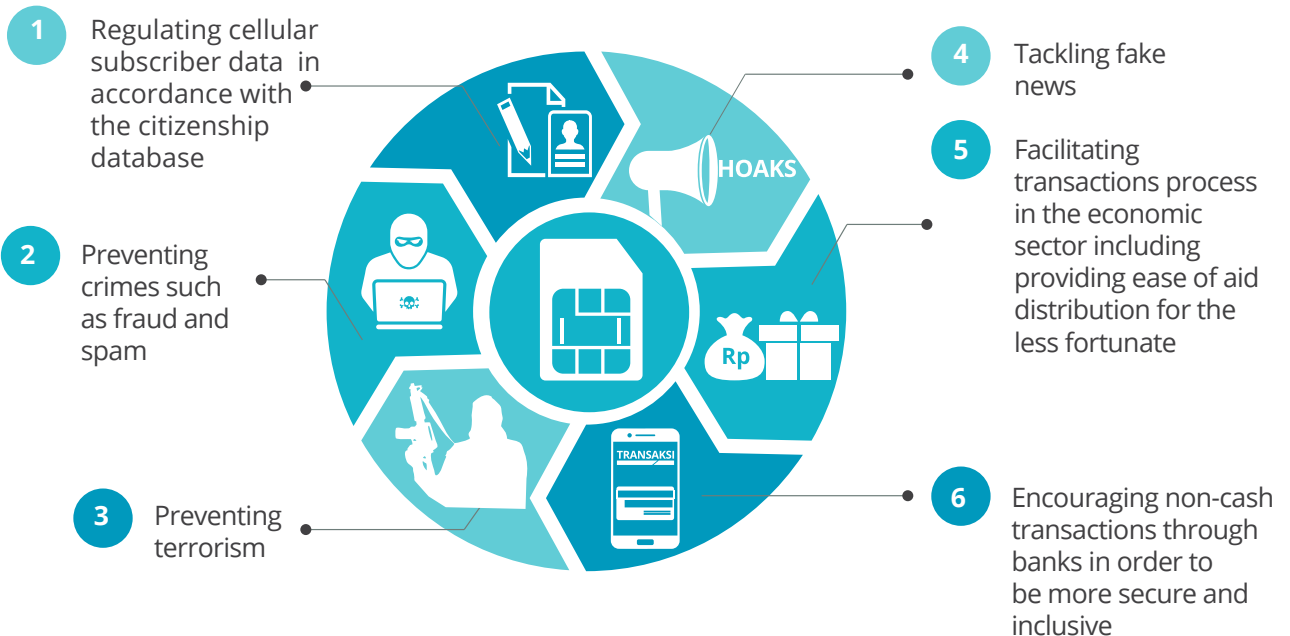 1
Regulating cellular
subscriber data in
accordance with
the citizenship
database
2
Preventing
crimes such
as fraud and
spam
3
Preventing
terrorism
HOAKS
Rp
TRANSAKSI
4
Tackling fake
news
5
Facilitating
transactions process
in the economic
sector including
providing ease of aid
distribution for the
less fortunate
6
Encouraging non-cash
transactions through
banks in order to
be more secure and
inclusive